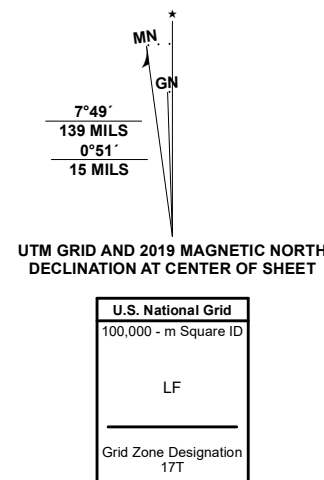 ★
MN
GN
7°49´
139 MILS
0°51´
15 MILS
UTM GRID AND 2019 MAGNETIC NORTH
DECLINATION AT CENTER OF SHEET
U.S. National Grid
100,000 - m Square ID
LF
Grid Zone Designation
17T